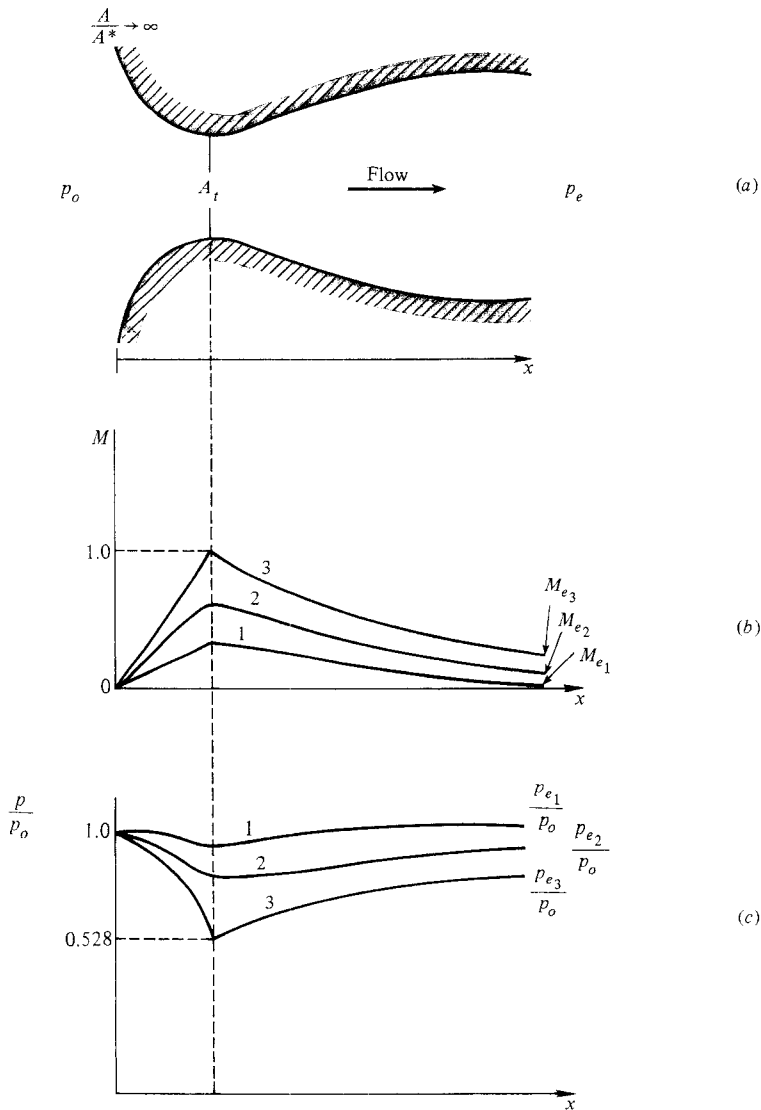 A/A* → ∞
p_o
A_t
Flow
p_e
(a)
x
M
1.0
3
2
1
0
M_e3
M_e2
M_e1
x
(b)
p/p_o
1.0
1
2
3
0.528
p_e1/p_o
p_e2/p_o
p_e3/p_o
(c)
x